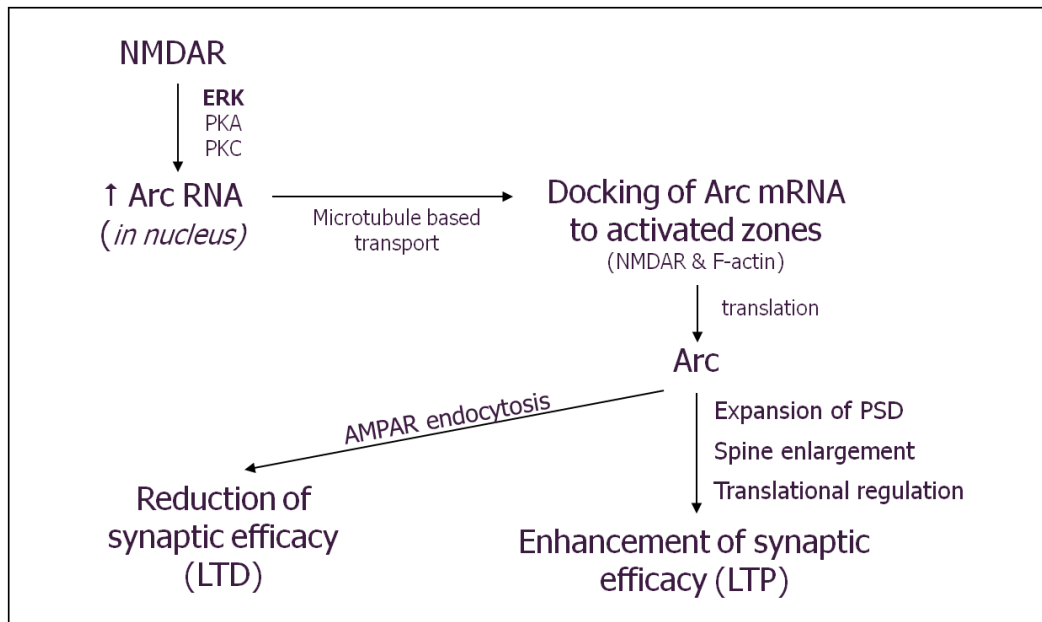 NMDAR
ERK
PKA
PKC
↑ Arc RNA
(in nucleus)
Microtubule based
transport
Docking of Arc mRNA
to activated zones
(NMDAR & F-actin)
translation
Arc
AMPAR endocytosis
Expansion of PSD
Spine enlargement
Translational regulation
Reduction of
synaptic efficacy
(LTD)
Enhancement of synaptic
efficacy (LTP)